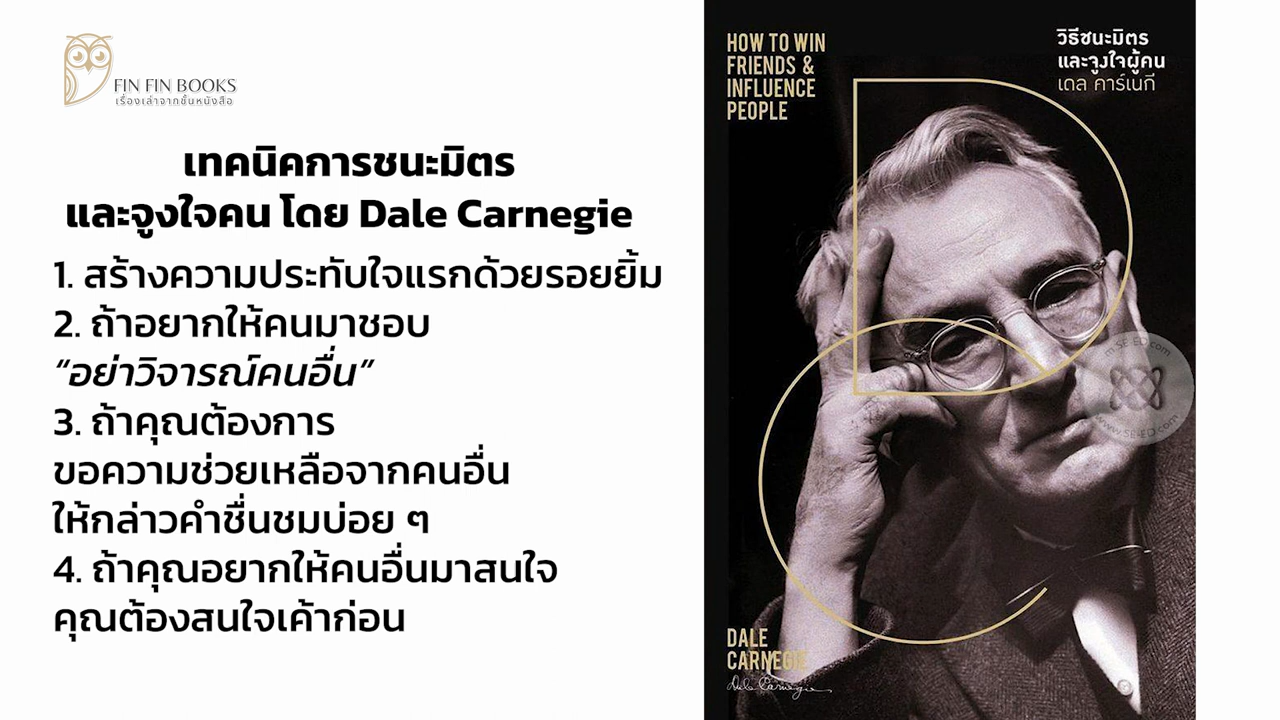 FIN FIN BOOKS
เรื่องเล่าจากชั้นหนังสือ
เทคนิคการชนะมิตร
และจูงใจคน โดย Dale Carnegie
1. สร้างความประทับใจแรกด้วยรอยยิ้ม
2. ถ้าอยากให้คนมาชอบ
“อย่าวิจารณ์คนอื่น”
3. ถ้าคุณต้องการ
ขอความช่วยเหลือจากคนอื่น
ให้กล่าวคำชื่นชมบ่อย ๆ
4. ถ้าคุณอยากให้คนอื่นมาสนใจ
คุณต้องสนใจเค้าก่อน
HOW TO WIN
FRIENDS &
INFLUENCE
PEOPLE
วิธีชนะมิตร
และจูงใจผู้คน
เดล คาร์เนกี
www.SE-ED.com
DALE
CARNEGIE
Dale Carnegie